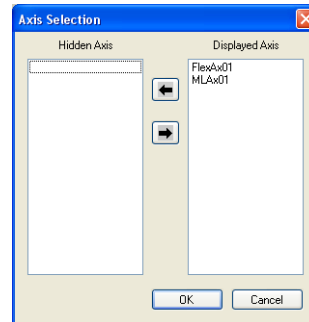 Axis Selection
Hidden Axis
Displayed Axis
FlexAx01
MLAx01
OK
Cancel